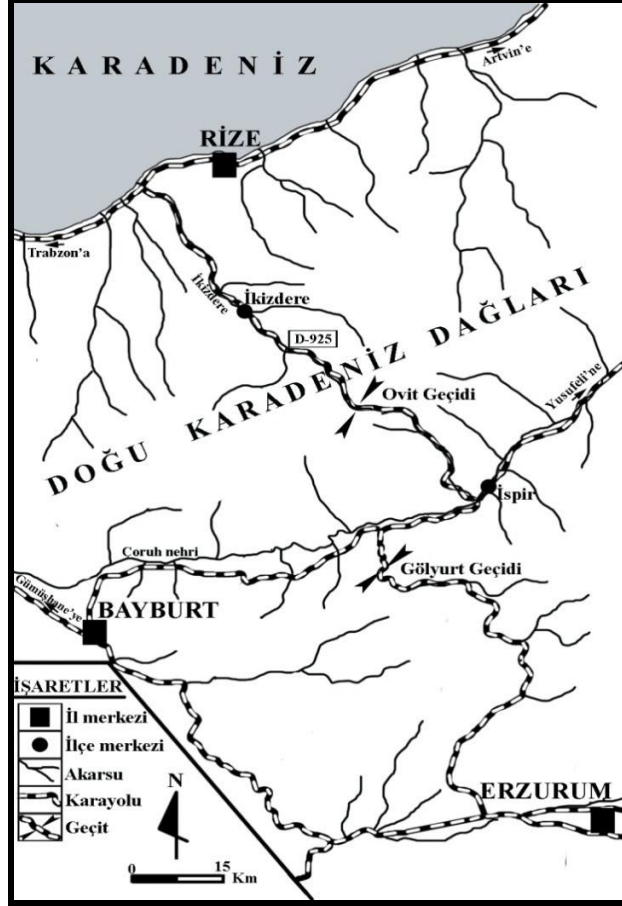 KARADENİZ
Artvin'e
RİZE
Trabzon'a
İkizdere
İkizdere
D-925
DOĞU KARADENİZ DAĞLARI
Ovit Geçidi
Yusufeli'ne
İspir
Çoruh nehri
Gölyurt Geçidi
Gümüşhane'ye
BAYBURT
İŞARETLER
İl merkezi
İlçe merkezi
Akarsu
Karayolu
Geçit
N
0 15
Km
ERZURUM